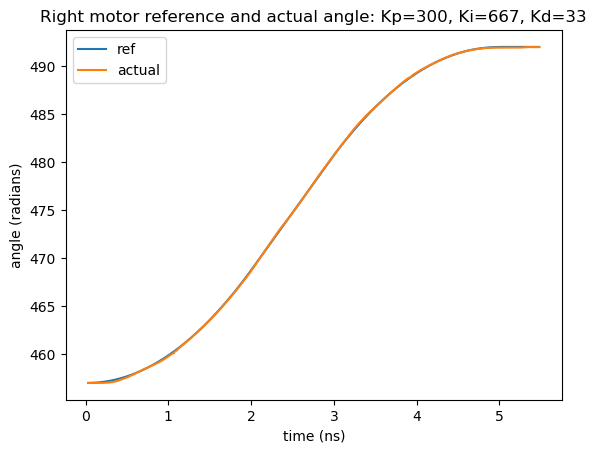 Right motor reference and actual angle: Kp=300, Ki=667, Kd=33
ref
actual
angle (radians)
490
485
480
475
470
465
460
0
1
2
3
4
5
time (ns)